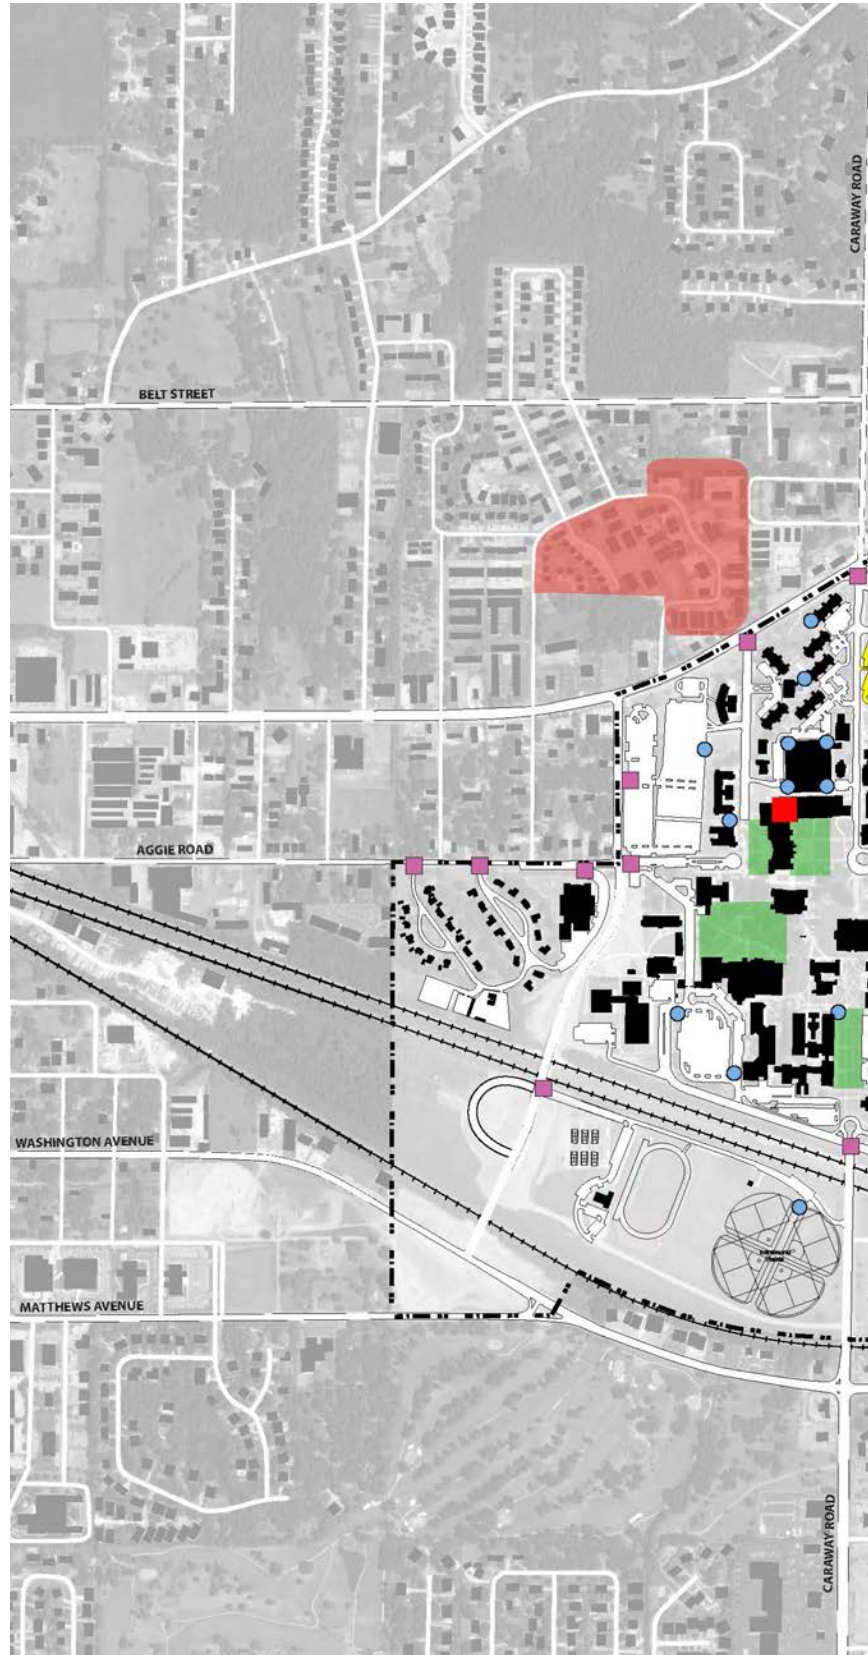 CARAWAY ROAD
BELT STREET
AGGIE ROAD
WASHINGTON AVENUE
MATTHEWS AVENUE
CARAWAY ROAD